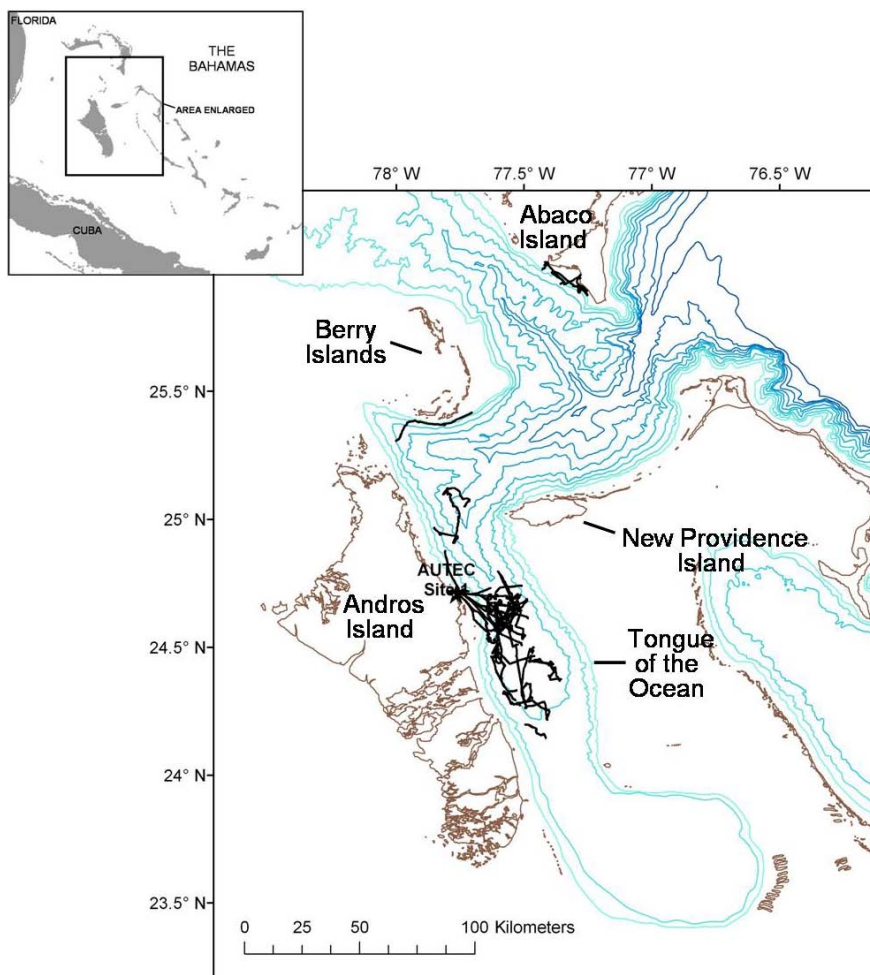 FLORIDA
THE
BAHAMAS
AREA ENLARGED
CUBA
78° W
77.5° W
77° W
76.5° W
Abaco
Island
Berry
Islands
25.5° N
25° N
New Providence
Island
AUTEC
Site 1
Andros
Island
24.5° N
Tongue
of the
Ocean
24° N
23.5° N
0 25 50 100 Kilometers